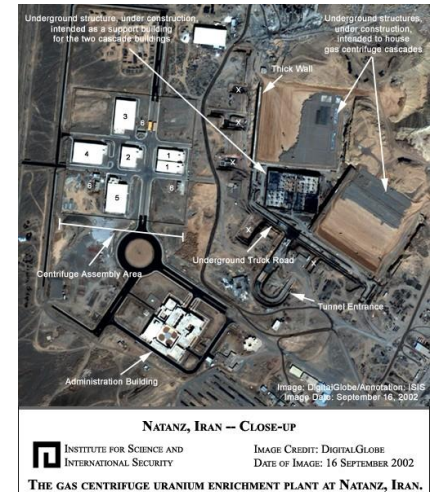 Underground structure, under construction,
intended as a support building
for the two cascade buildings
Underground structures,
under construction,
intended to house
gas centrifuge cascades
Thick Wall
X
X
X
3
6
4
2
1
1
6
5
6
X
X
Underground Truck Road
Centrifuge Assembly Area
Tunnel Entrance
Administration Building
Image: DigitalGlobe/Annotation: ISIS
Image Date: September 16, 2002
NATANZ, IRAN -- CLOSE-UP
INSTITUTE FOR SCIENCE AND
INTERNATIONAL SECURITY
IMAGE CREDIT: DIGITALGLOBE
DATE OF IMAGE: 16 SEPTEMBER 2002
THE GAS CENTRIFUGE URANIUM ENRICHMENT PLANT AT NATANZ, IRAN.